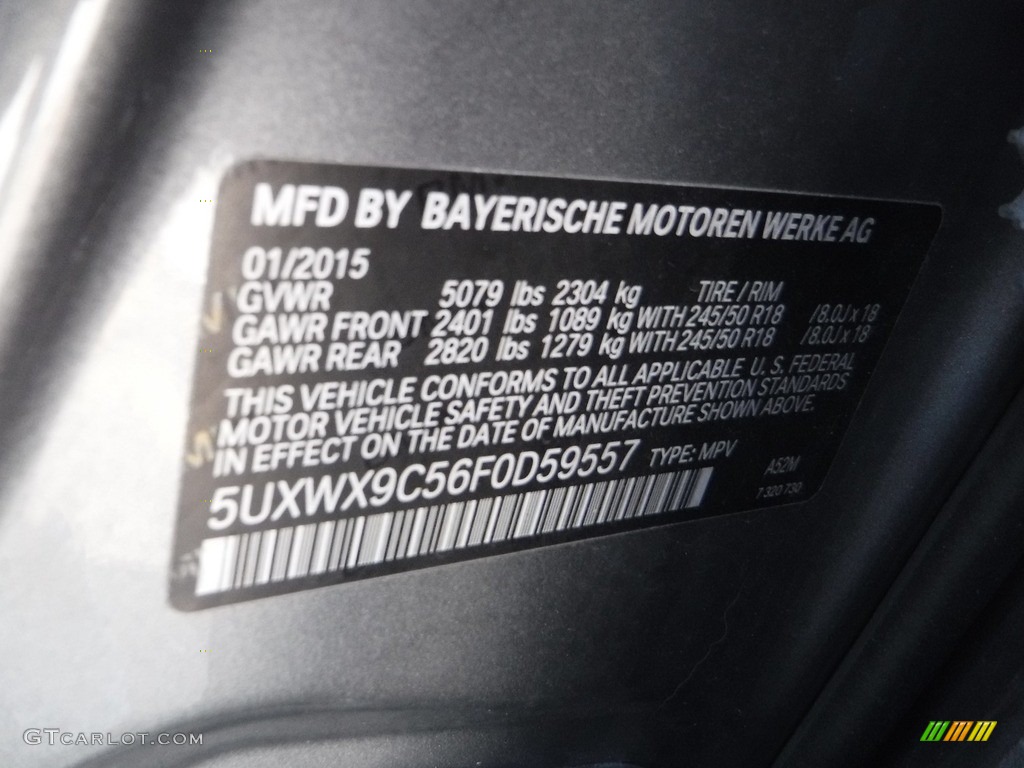 MFD BY BAYERISCHE MOTOREN WERKE AG
01/2015
GVWR 5079 lbs 2304 kg TIRE / RIM
GAWR FRONT 2401 lbs 1089 kg WITH 245/50 R18 / 8.0J x 18
GAWR REAR 2820 lbs 1279 kg WITH 245/50 R18 / 8.0J x 18
THIS VEHICLE CONFORMS TO ALL APPLICABLE U. S. FEDERAL
MOTOR VEHICLE SAFETY AND THEFT PREVENTION STANDARDS
IN EFFECT ON THE DATE OF MANUFACTURE SHOWN ABOVE.
5UXWX9C56F0D59557 TYPE: MPV A52M
7 320 730
GTCARLOT.COM